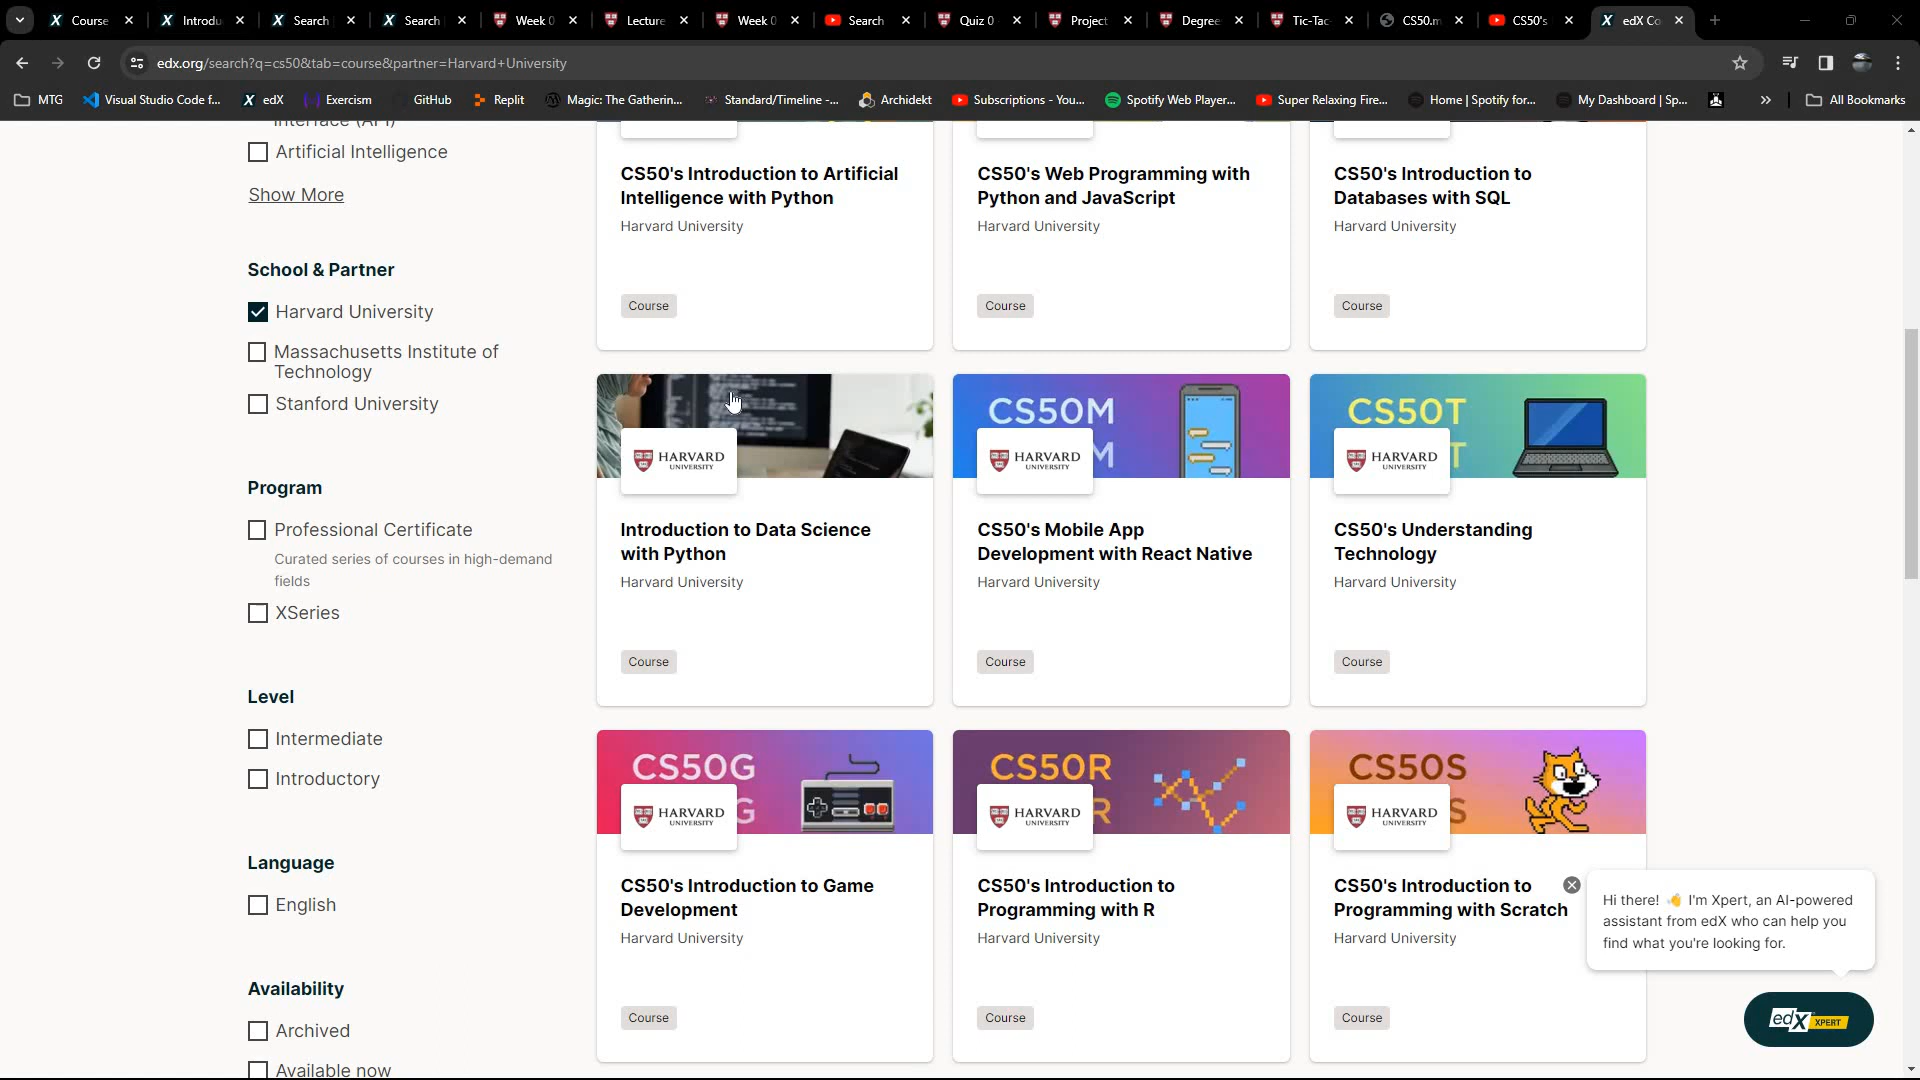 Course
Introdu
Search
Search
Week 0
Lecture
Week 0
Search
Quiz 0
Project
Degree
Tic-Tac
CS50.m
CS50's
edX Co
edx.org/search?q=cs50&tab=course&partner=Harvard+University
MTG
Visual Studio Code f...
edX
Exercism
GitHub
Replit
Magic: The Gatherin...
Standard/Timeline -...
Archidekt
Subscriptions - You...
Spotify Web Player...
Super Relaxing Fire...
Home | Spotify for...
My Dashboard | Sp...
All Bookmarks
Interface (API)
Artificial Intelligence
Show More
School & Partner
Harvard University
Massachusetts Institute of
Technology
Stanford University
Program
Professional Certificate
Curated series of courses in high-demand
fields
XSeries
Level
Intermediate
Introductory
Language
English
Availability
Archived
Available now
CS50's Introduction to Artificial
Intelligence with Python
Harvard University
Course
CS50's Web Programming with
Python and JavaScript
Harvard University
Course
CS50's Introduction to
Databases with SQL
Harvard University
Course
HARVARD
UNIVERSITY
Introduction to Data Science
with Python
Harvard University
Course
CS50M
M
HARVARD
UNIVERSITY
CS50's Mobile App
Development with React Native
Harvard University
Course
CS50T
T
HARVARD
UNIVERSITY
CS50's Understanding
Technology
Harvard University
Course
CS50G
G
HARVARD
UNIVERSITY
CS50's Introduction to Game
Development
Harvard University
Course
CS50R
R
HARVARD
UNIVERSITY
CS50's Introduction to
Programming with R
Harvard University
Course
CS50S
S
HARVARD
UNIVERSITY
CS50's Introduction to
Programming with Scratch
Harvard University
Course
Hi there! 👋 I'm Xpert, an AI-powered
assistant from edX who can help you
find what you're looking for.
edX XPERT